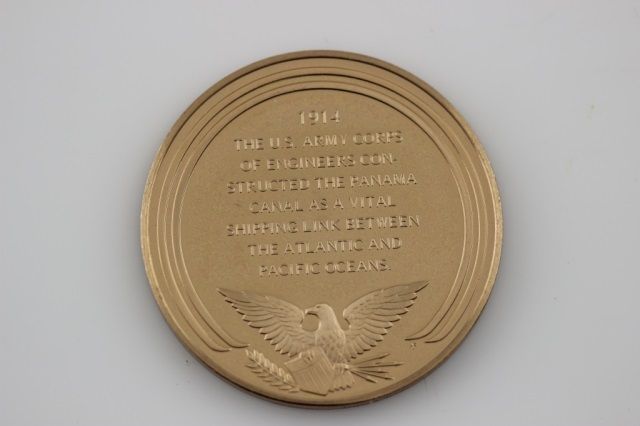 1914
THE U.S. ARMY CORPS
OF ENGINEERS CON-
STRUCTED THE PANAMA
CANAL AS A VITAL
SHIPPING LINK BETWEEN
THE ATLANTIC AND
PACIFIC OCEANS.